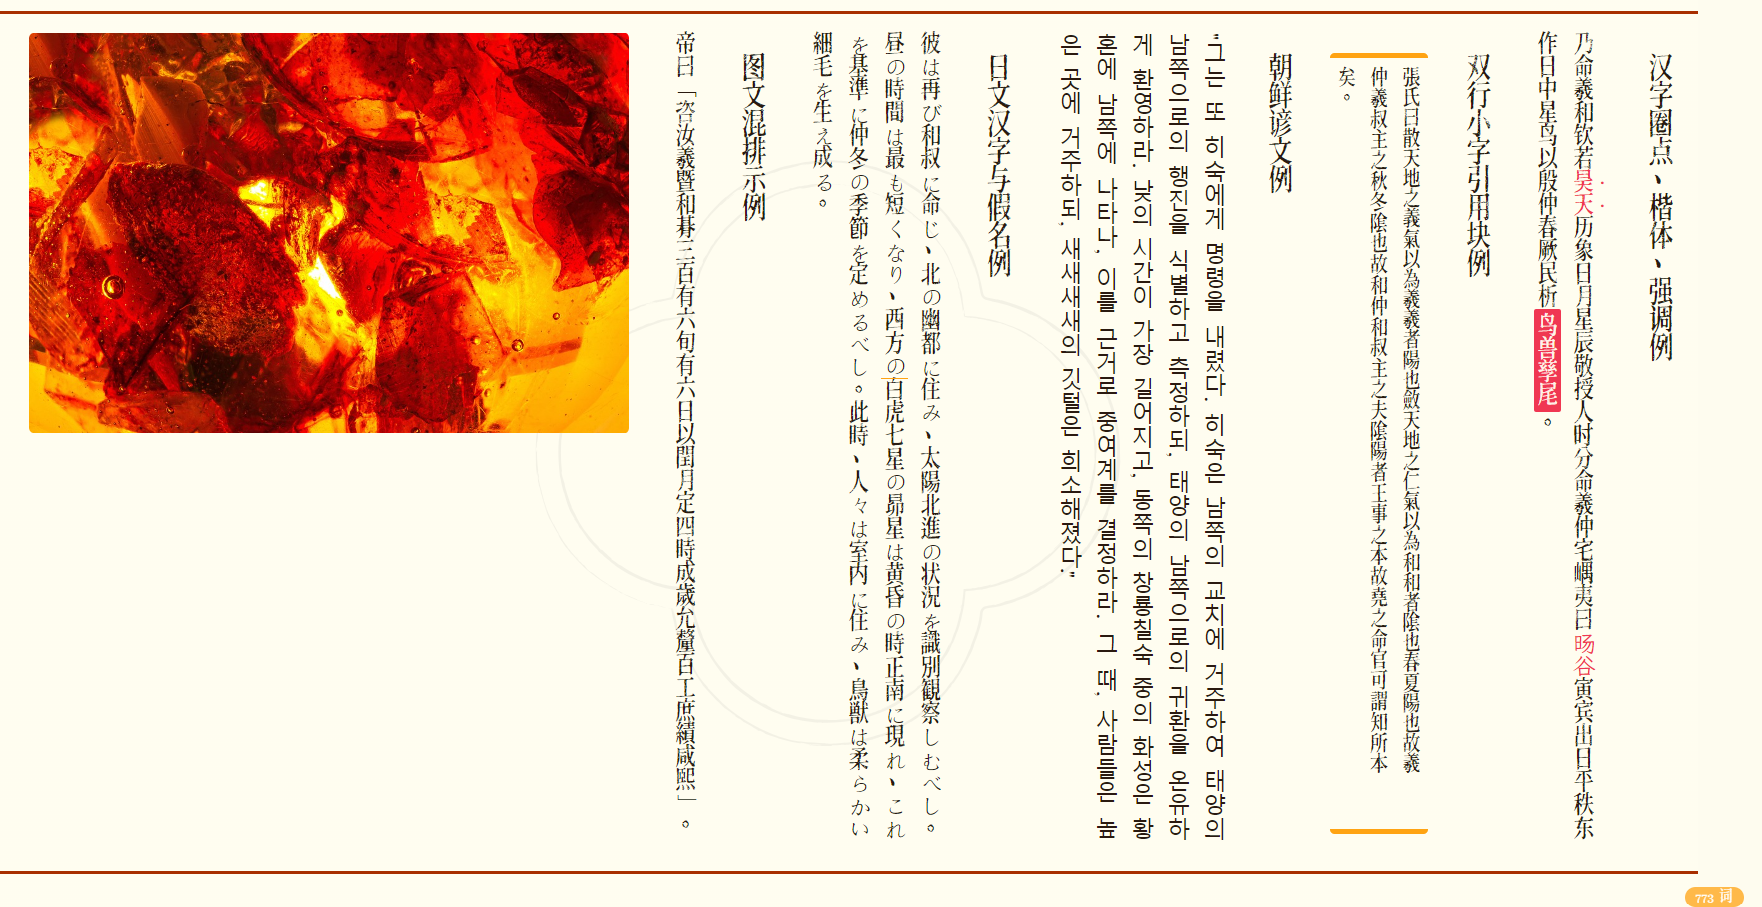 汉字圈点、楷体、强调例
乃命羲和钦若昊天历象日月星辰敬授人时分命羲仲宅嵎夷曰旸谷寅宾出日平秩东
作日中星鸟以殷仲春厥民析鸟兽孳尾。
双行小字引用块例
張氏曰散天地之義氣以為羲羲者陽也斂天地之仁氣以為和和者陰也春夏陽也故羲
仲羲叔主之秋冬陰也故和仲和叔主之夫陰陽者王事之本故堯之命官可謂知所本
矣。
朝鲜谚文例
"그는 또 히숙에게 명령을 내렸다. 히숙은 남쪽의 교치에 거주하여 태양의
남쪽으로의 행진을 식별하고 측정하되, 태양의 남쪽으로의 귀환을 온유하
게 환영하라. 낮의 시간이 가장 길어지고, 동쪽의 창룡칠숙 중의 화성은 황
혼에 남쪽에 나타나, 이를 근거로 중여계를 결정하라. 그 때, 사람들은 높
은 곳에 거주하되, 새새새새의 깃털은 희소해졌다."
日文汉字与假名例
彼は再び和叔に命じ、北の幽都に住み、太陽北進の状況を識別観察しむべし。
昼の時間は最も短くなり、西方の白虎七星の昴星は黄昏の時正南に現れ、これ
を基準に仲冬の季節を定めるべし。此時、人々は室内に住み、鳥獣は柔らかい
細毛を生え成る。
图文混排示例
帝曰「咨汝羲暨和朞三百有六旬有六日以閏月定四時成歲允釐百工庶績咸熙」。
773 词